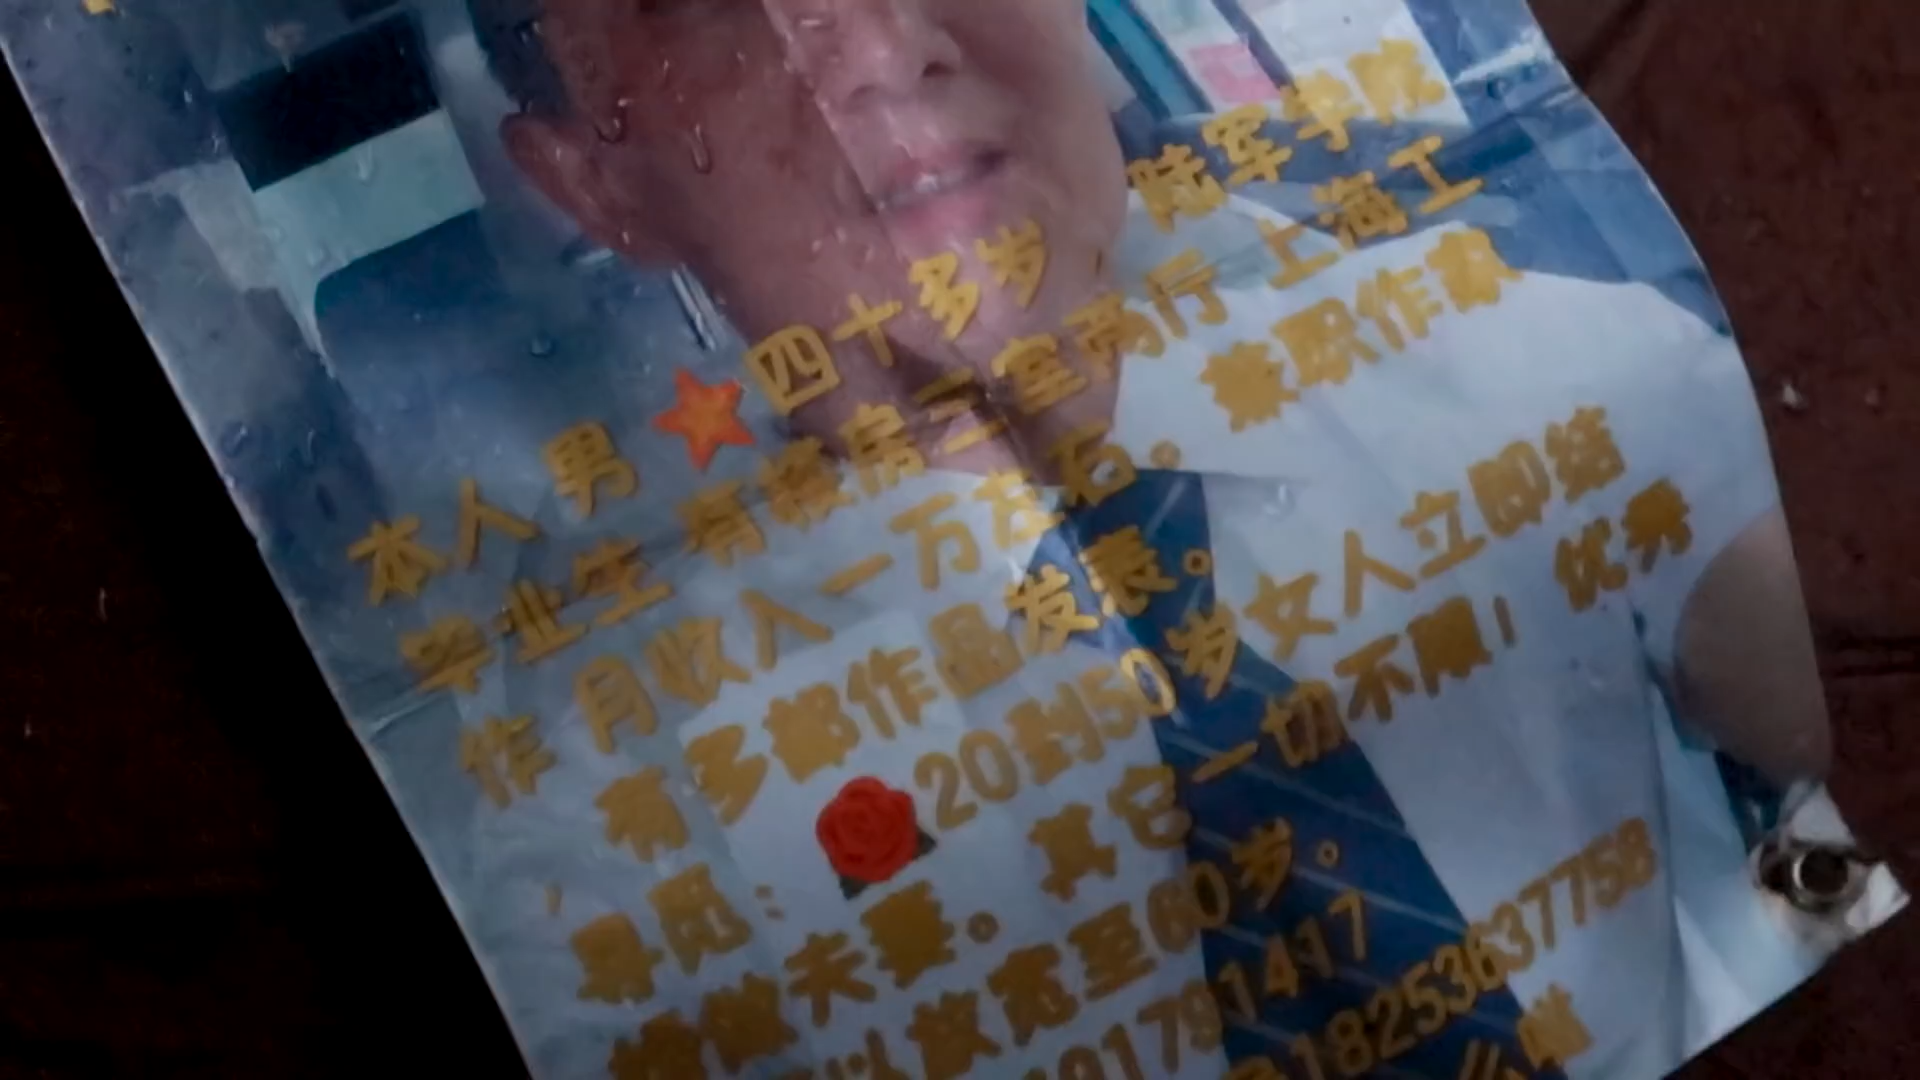 本人 男 四十多岁，陆军学院
毕业生 有楼房三室两厅 上海工
作 月收入一万左右。兼职作家
有多部作品发表。
寻觅：20到50岁女人立即结
婚做夫妻。其它一切不限！优秀
可以放宽至60岁。
18253637758